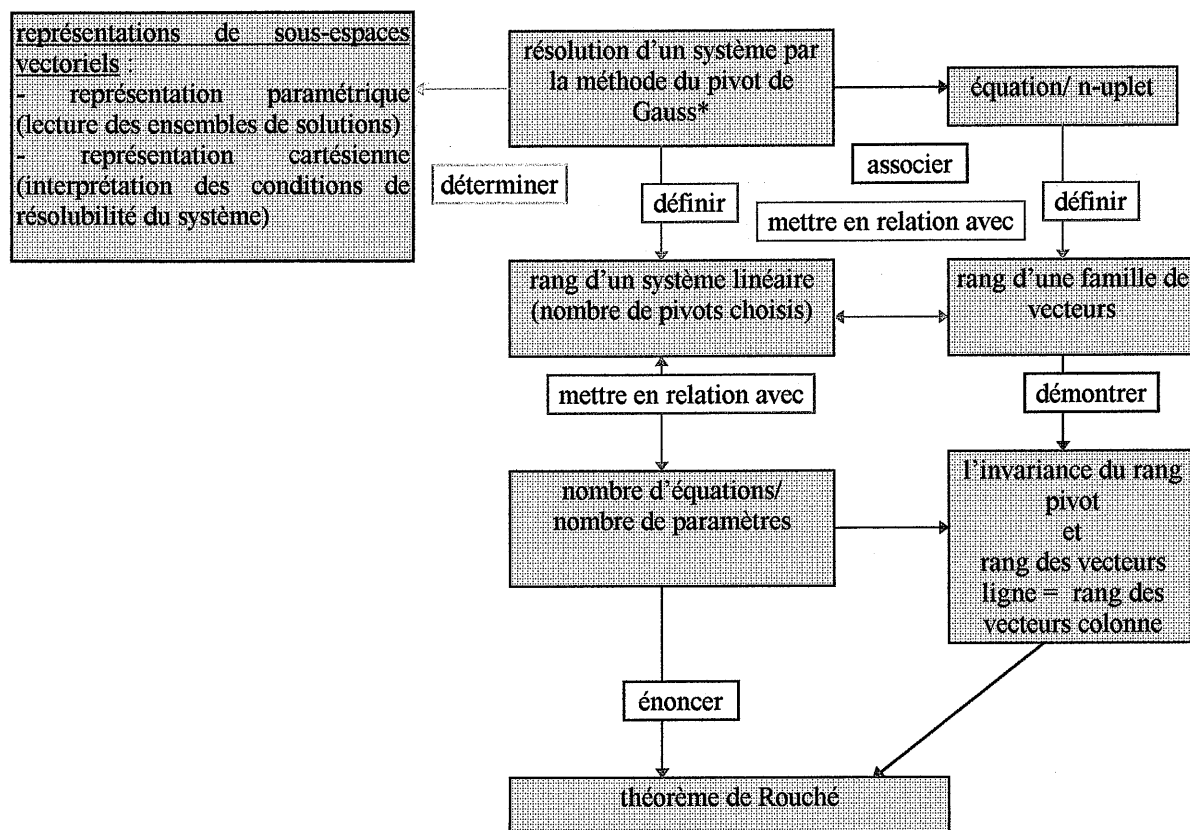 représentations de sous-espaces
vectoriels :
- représentation paramétrique
(lecture des ensembles de solutions)
- représentation cartésienne
(interprétation des conditions de
résolubilité du système)
résolution d'un système par
la méthode du pivot de
Gauss*
équation/ n-uplet
déterminer
associer
définir
définir
mettre en relation avec
rang d'un système linéaire
(nombre de pivots choisis)
rang d'une famille de
vecteurs
mettre en relation avec
démontrer
nombre d'équations/
nombre de paramètres
l'invariance du rang
pivot
et
rang des vecteurs
ligne = rang des
vecteurs colonne
énoncer
théorème de Rouché